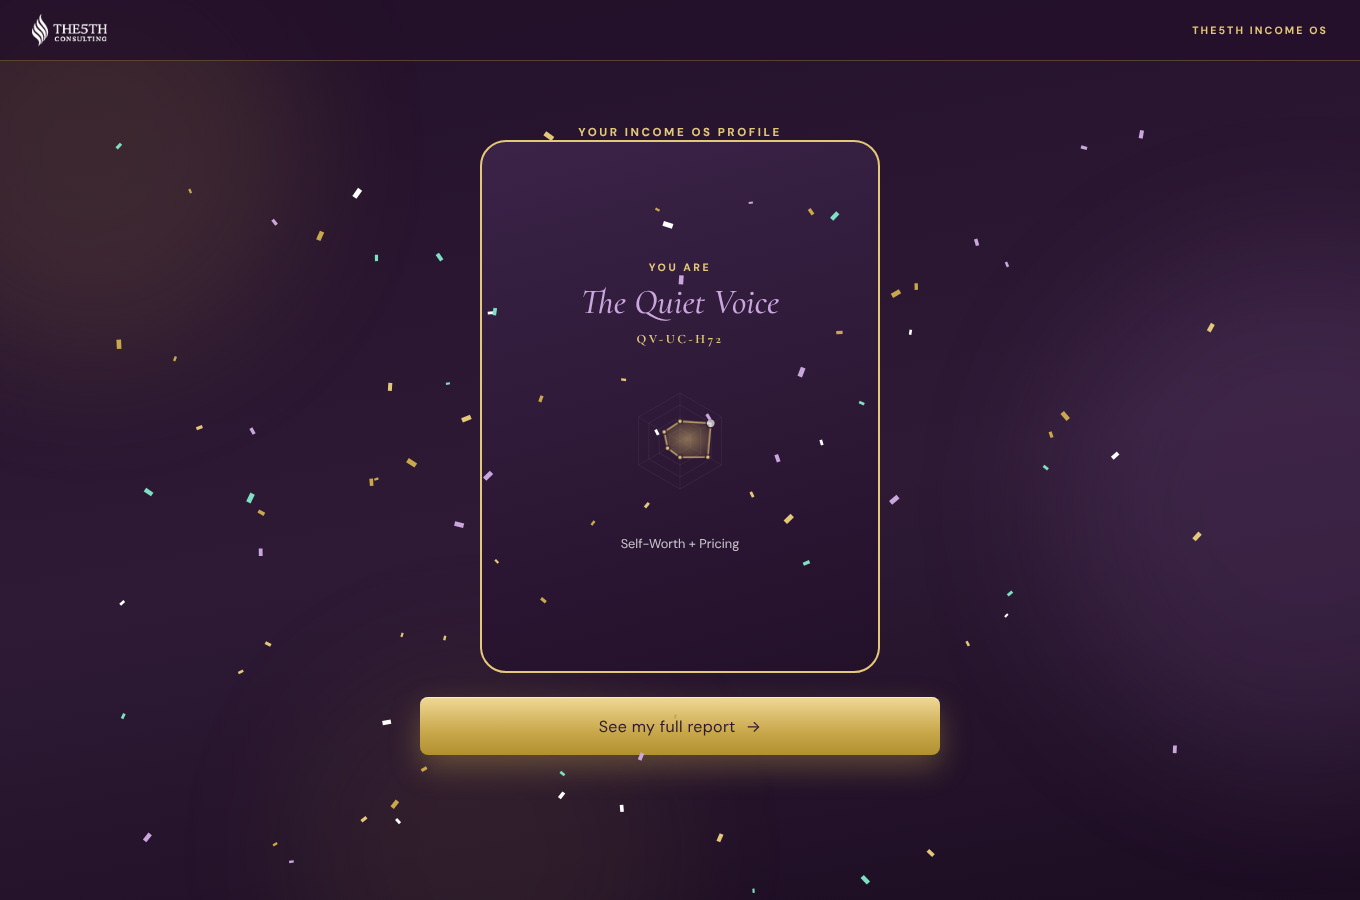 THE5TH
CONSULTING
THE5TH INCOME OS
YOUR INCOME OS PROFILE
YOU ARE
The Quiet Voice
QV-UC-H72
Self-Worth + Pricing
See my full report →